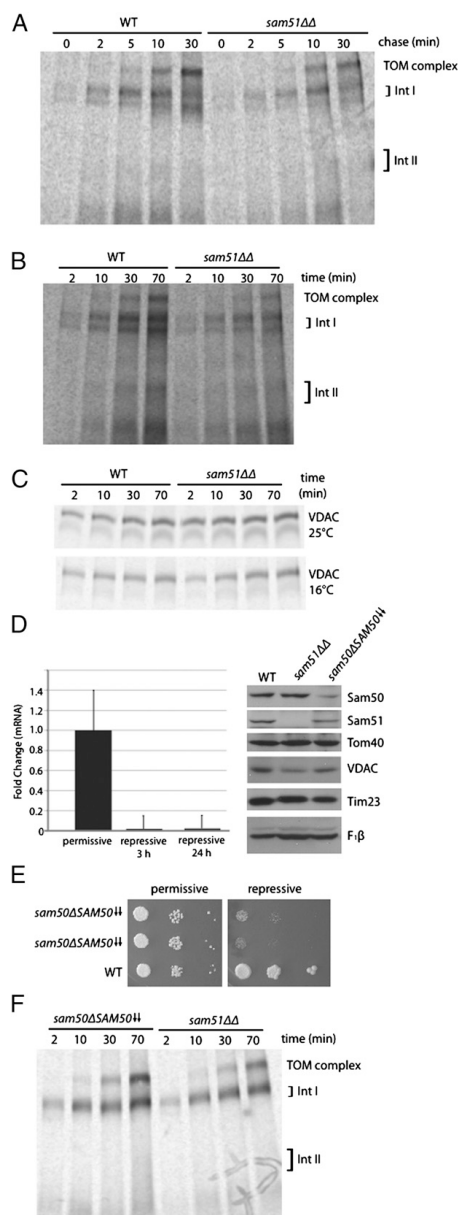 A
WT sam51ΔΔ
0 2 5 10 30 0 2 5 10 30 chase (min)
TOM complex
Int I
Int II
B
WT sam51ΔΔ
2 10 30 70 2 10 30 70 time (min)
TOM complex
Int I
Int II
C
WT sam51ΔΔ time
2 10 30 70 2 10 30 70 (min)
VDAC
25°C
VDAC
16°C
D
Fold Change (mRNA)
1.4
1.2
1.0
0.8
0.6
0.4
0.2
0
permissive repressive repressive
3 h 24 h
WT sam51ΔΔ sam50ΔSAM50↓↓
Sam50
Sam51
Tom40
VDAC
Tim23
F₁β
E
permissive repressive
sam50ΔSAM50↓↓
sam50ΔSAM50↓↓
WT
F
sam50ΔSAM50↓↓ sam51ΔΔ
2 10 30 70 2 10 30 70 time (min)
TOM complex
Int I
Int II